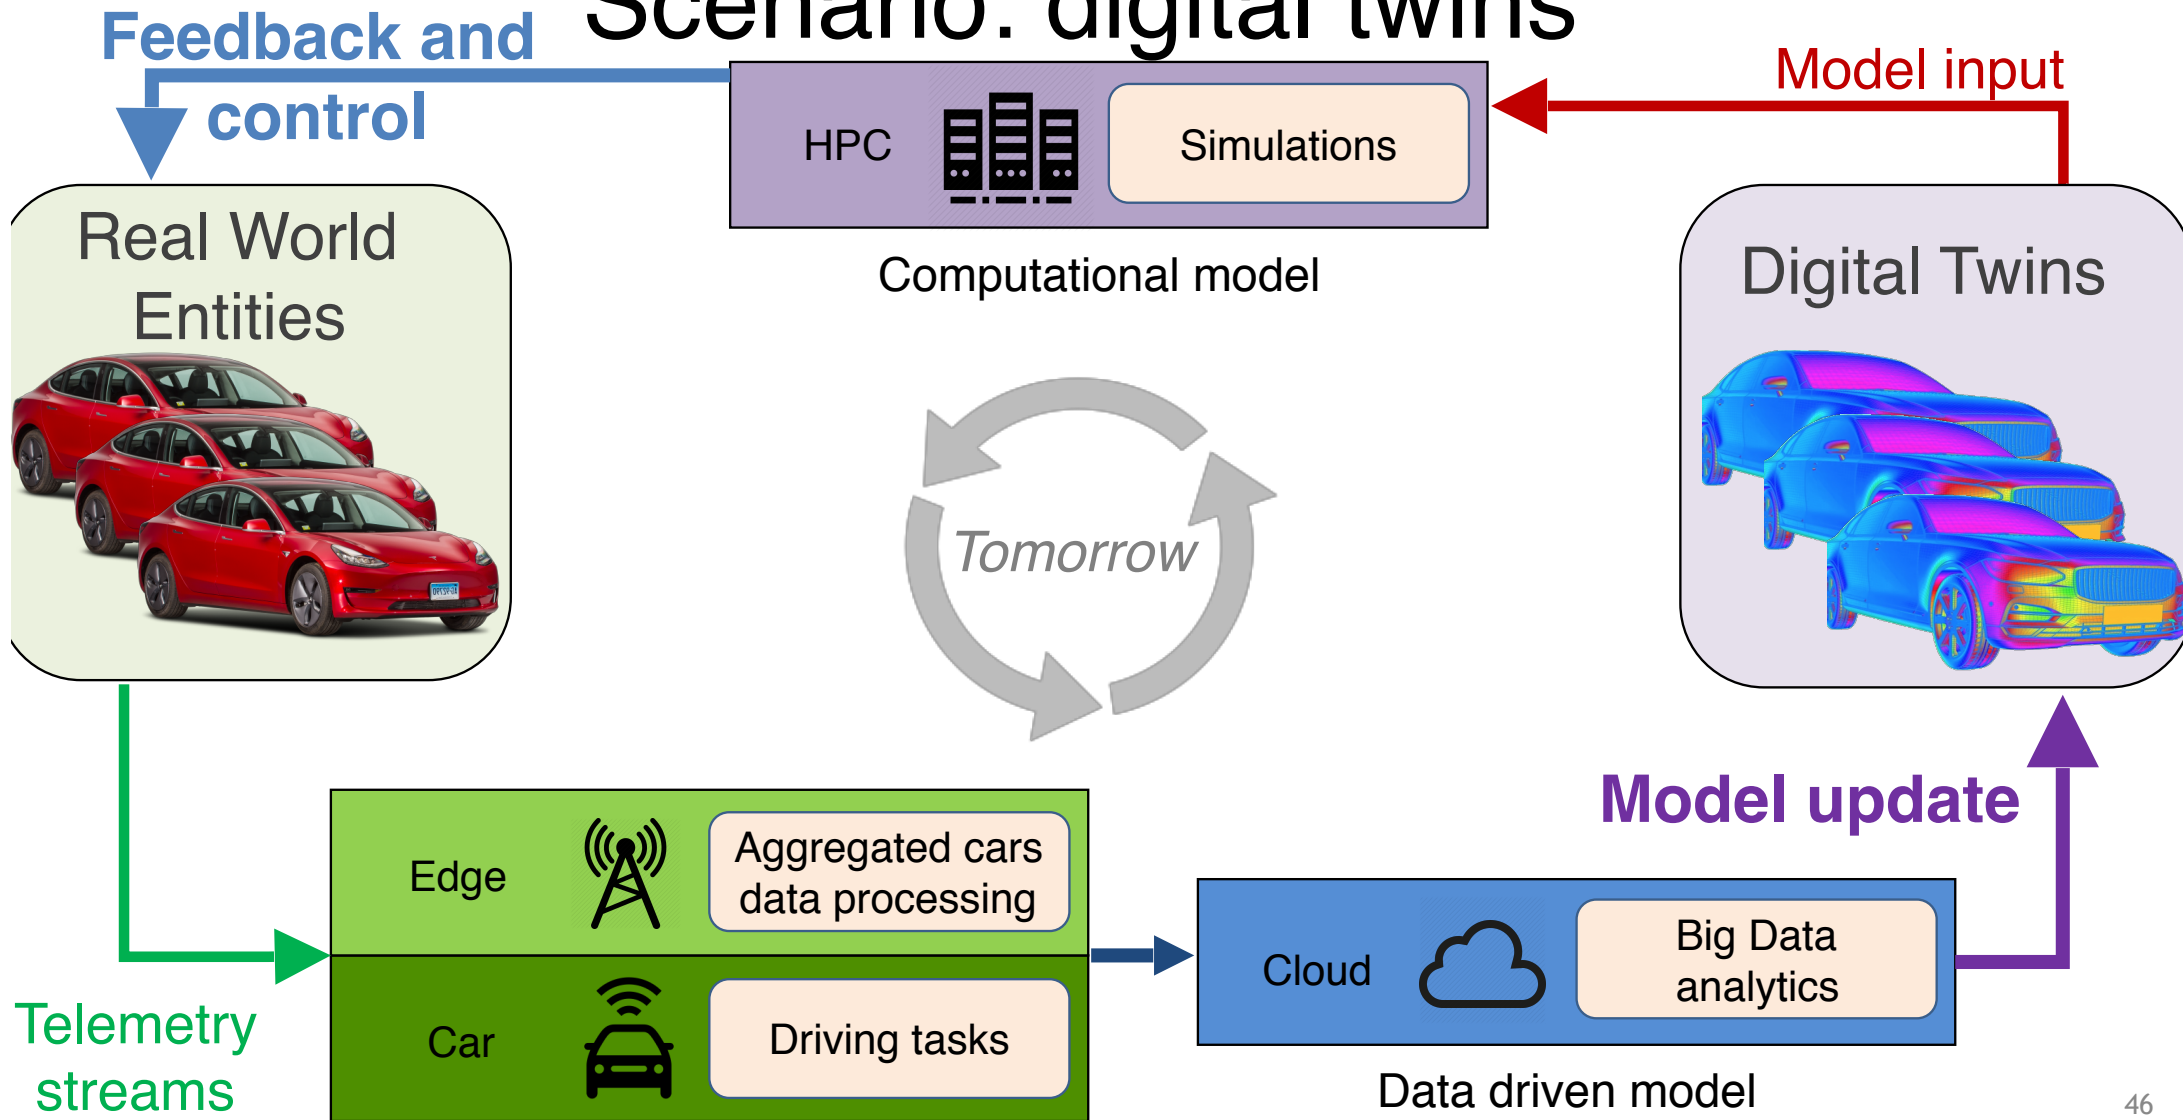 Scenario: digital twins
Feedback and
control
Model input
HPC
Simulations
Computational model
Real World
Entities
Digital Twins
Tomorrow
Model update
Edge
Aggregated cars
data processing
Car
Driving tasks
Cloud
Big Data
analytics
Data driven model
Telemetry
streams
46